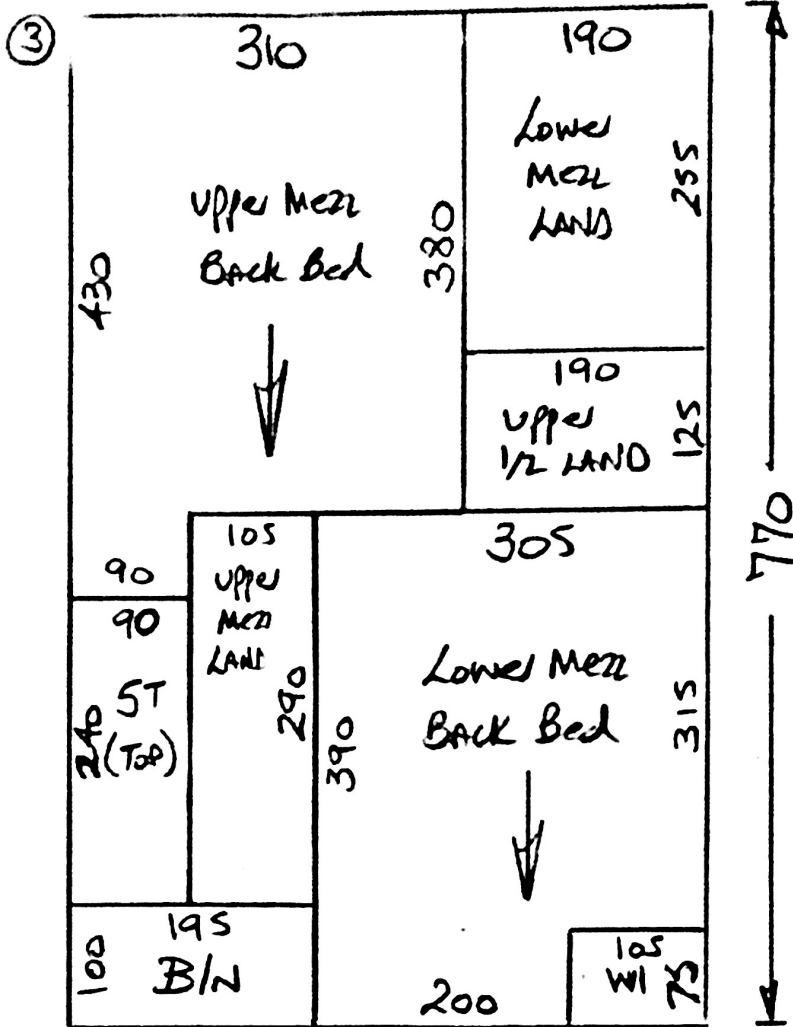 3
310
190
Upper Mezz
Back Bed
430
380
Lower
Mezz
LAND
255
190
Upper
1/2 LAND
125
770
90
90
5T
(Top)
240
105
Upper
Mezz
LAND
290
305
Lower Mezz
Back Bed
390
315
195
B/N
100
200
105
W1
75